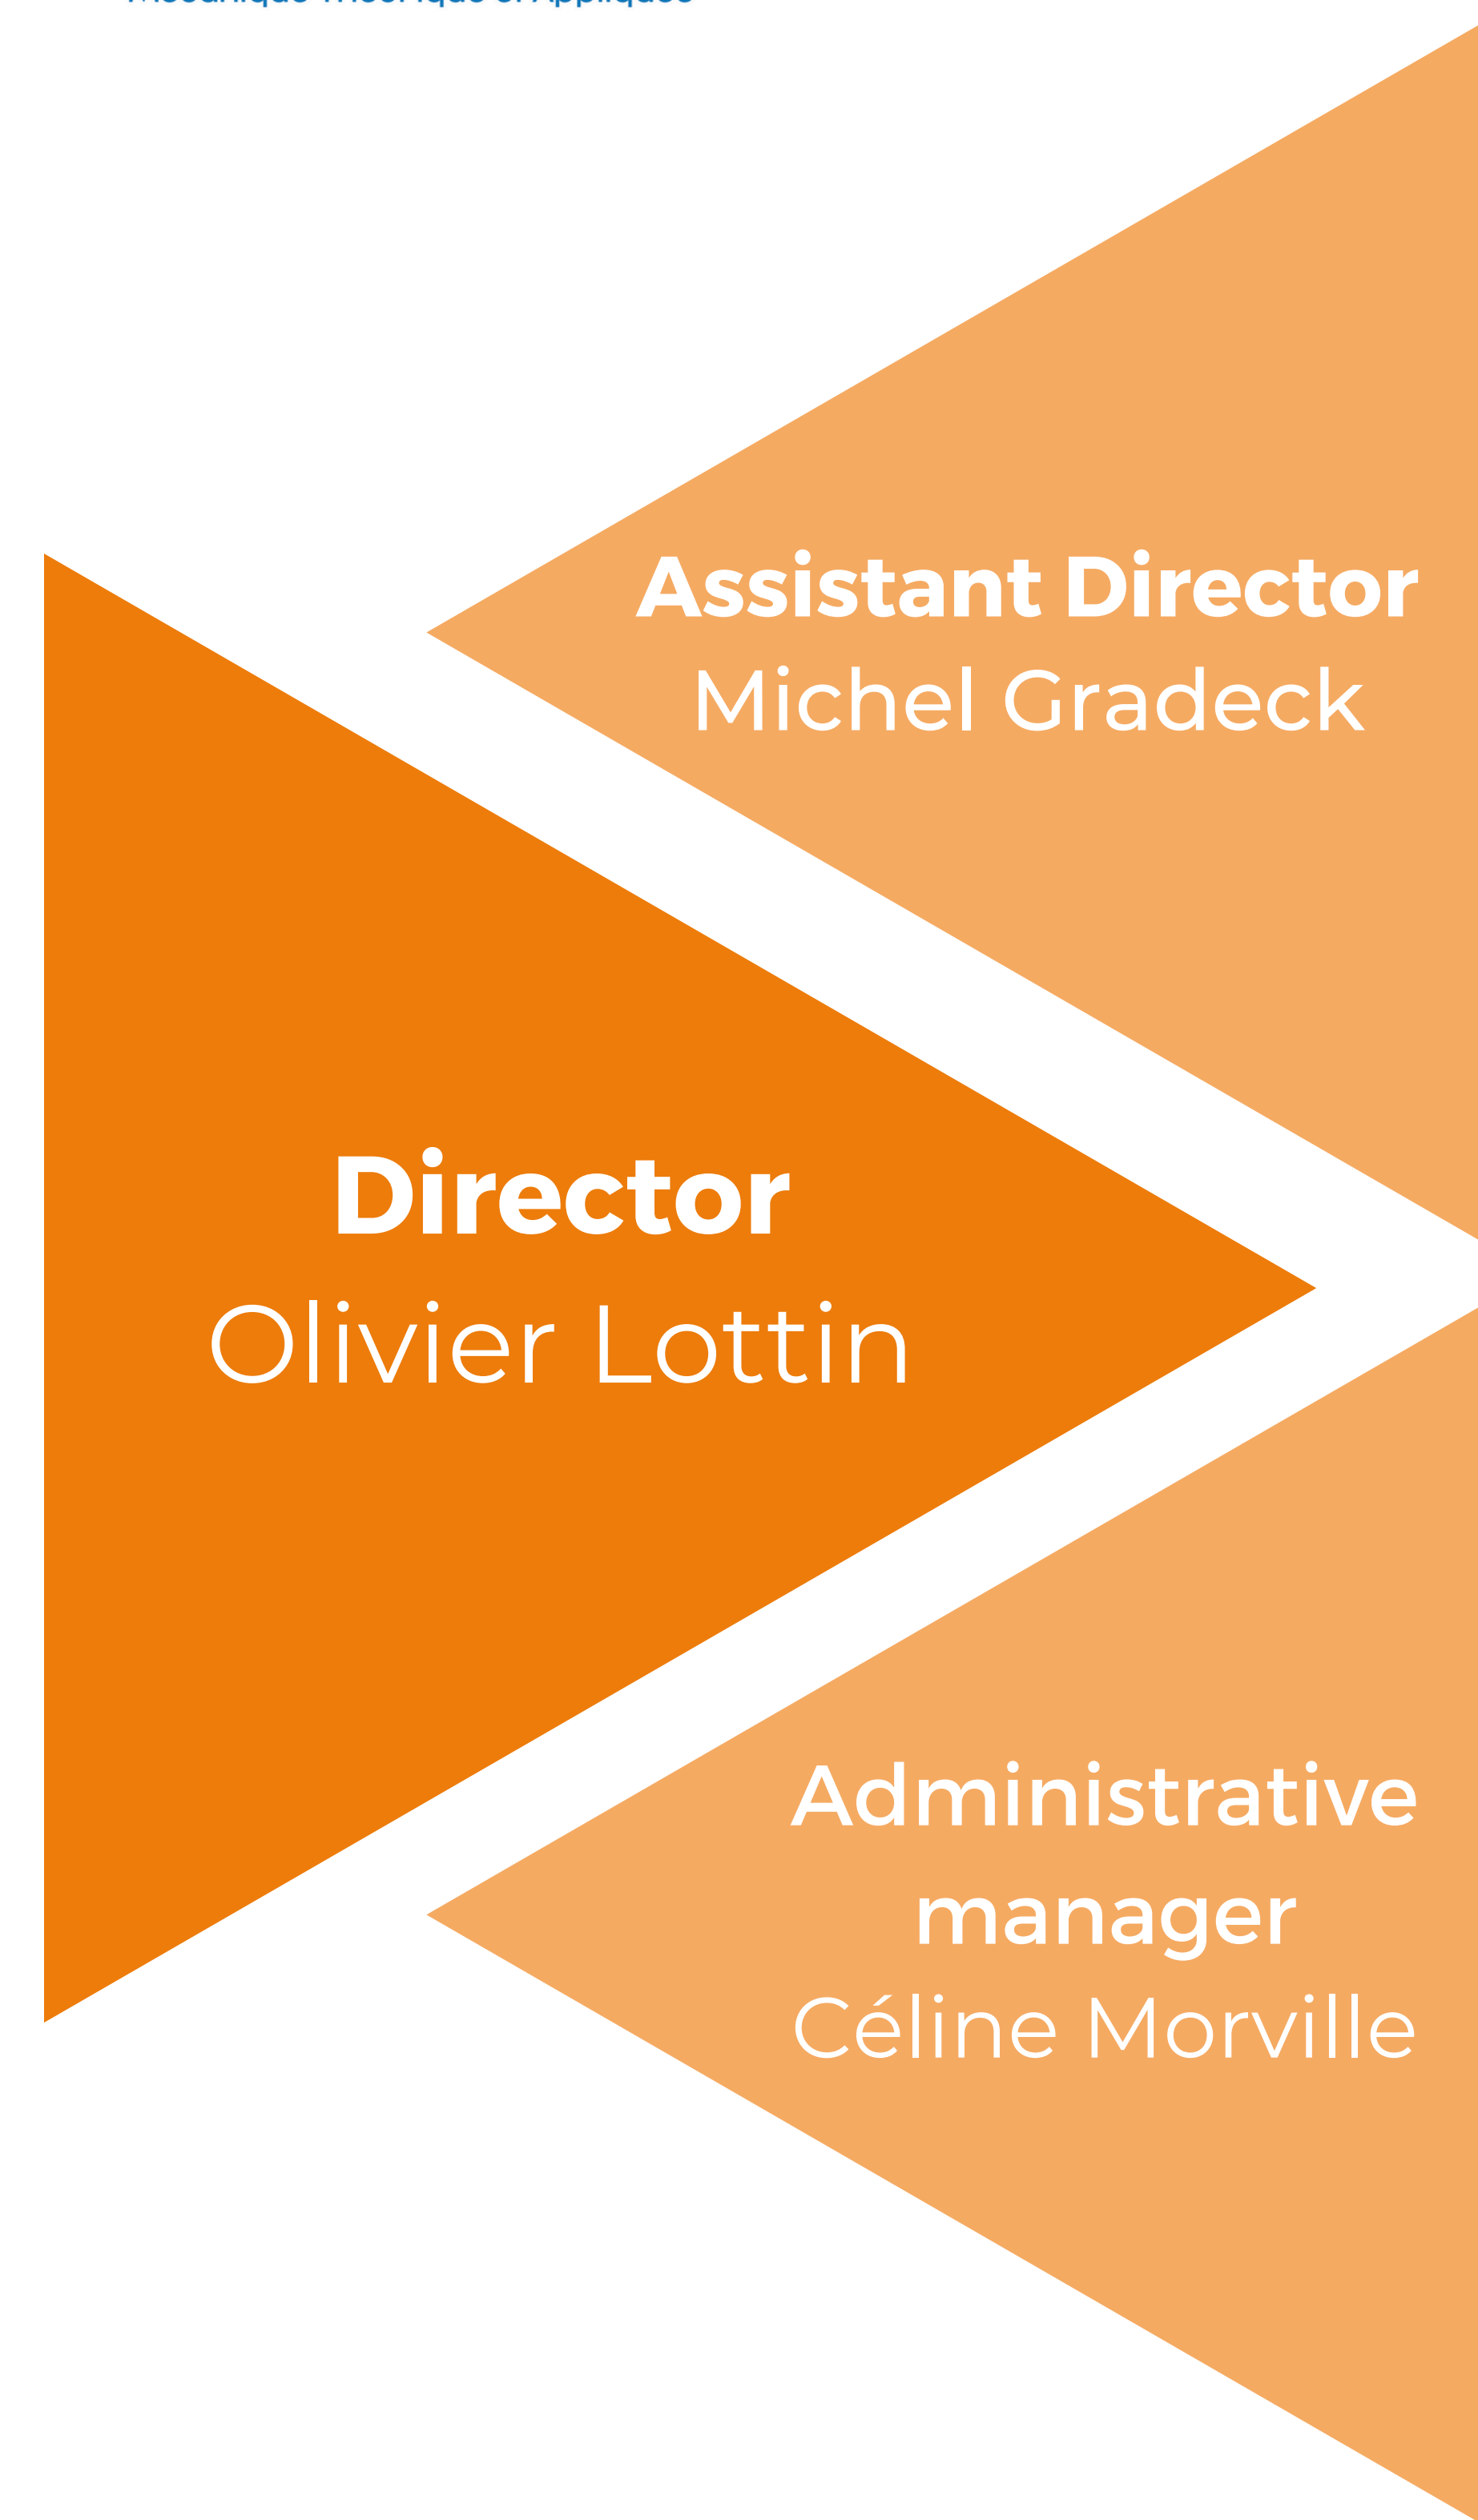 Assistant Director
Michel Gradeck
Director
Olivier Lottin
Administrative
manager
Céline Morville